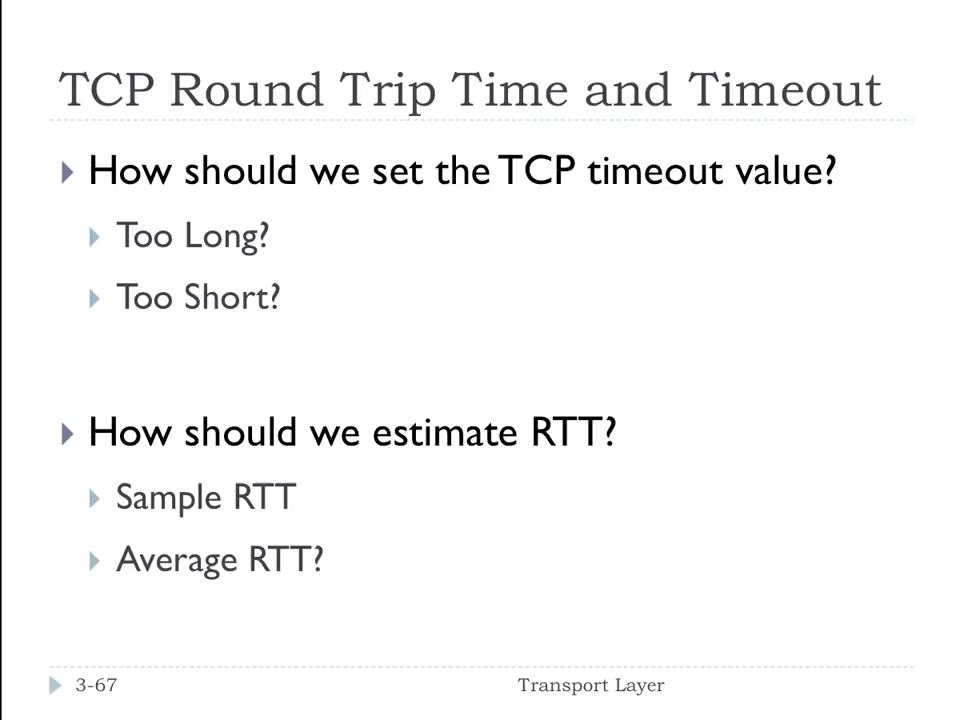 TCP Round Trip Time and Timeout
How should we set the TCP timeout value?
Too Long?
Too Short?
How should we estimate RTT?
Sample RTT
Average RTT?
3-67
Transport Layer